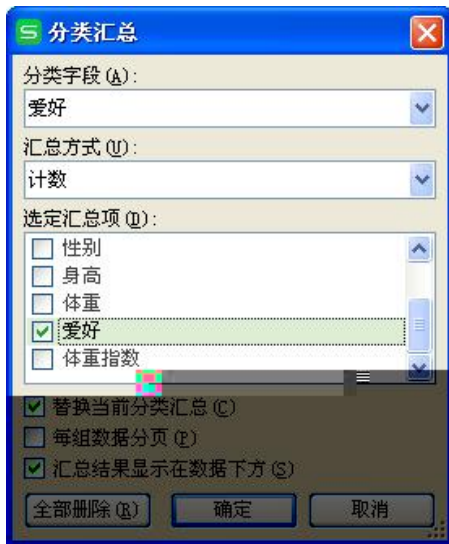 分类汇总
分类字段(A):
爱好
汇总方式(U):
计数
选定汇总项(D):
性别
身高
体重
爱好
体重指数
替换当前分类汇总(C)
每组数据分页(P)
汇总结果显示在数据下方(S)
全部删除(R) 确定 取消